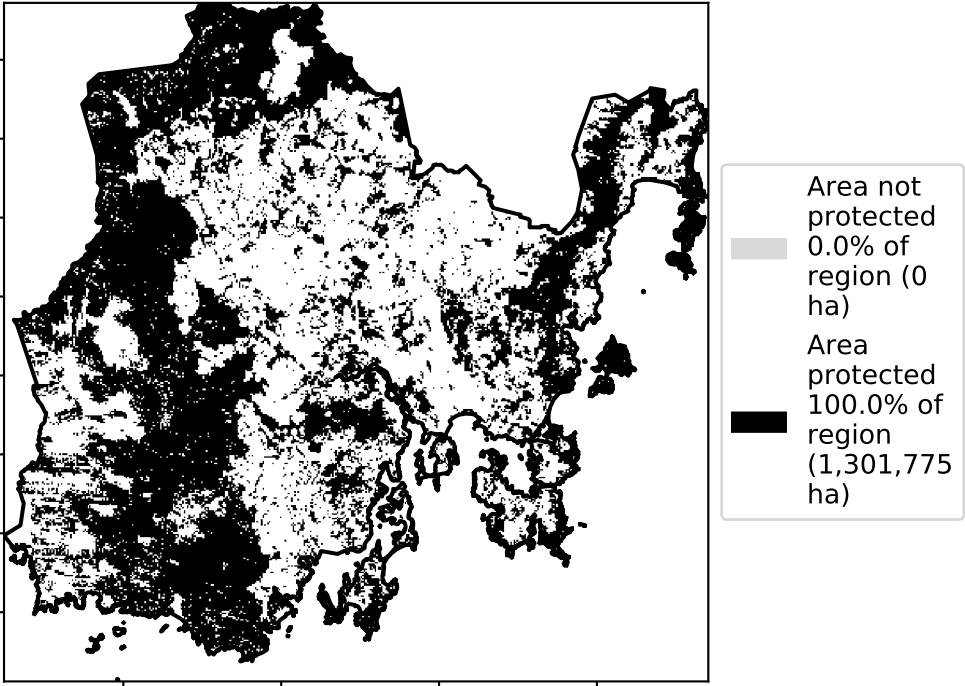 Area not
protected
0.0% of
region (0
ha)
Area
protected
100.0% of
region
(1,301,775
ha)